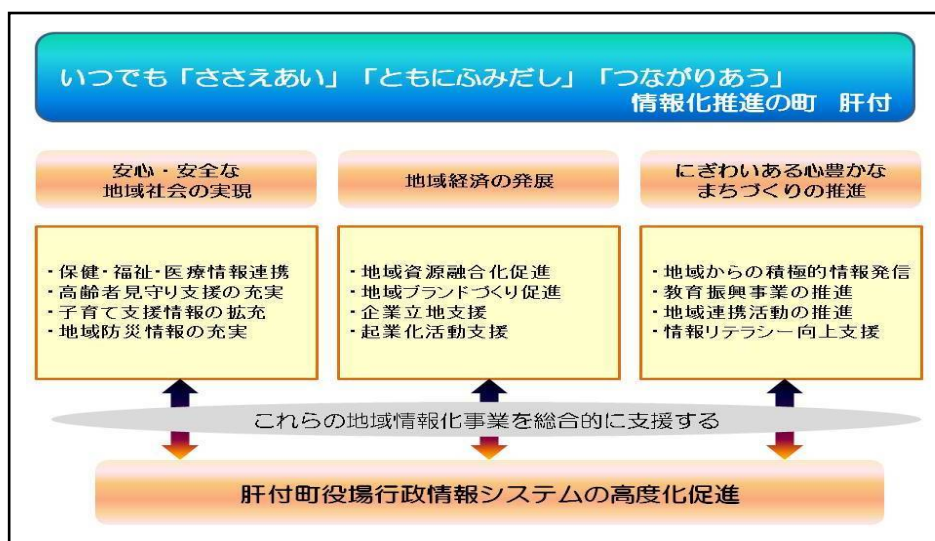 いつでも「ささえあい」「ともにふみだし」「つながりあう」
情報化推進の町　肝付
安心・安全な
地域社会の実現
地域経済の発展
にぎわいある心豊かな
まちづくりの推進
・保健・福祉・医療情報連携
・高齢者見守り支援の充実
・子育て支援情報の拡充
・地域防災情報の充実
・地域資源融合化促進
・地域ブランドづくり促進
・企業立地支援
・起業化活動支援
・地域からの積極的情報発信
・教育振興事業の推進
・地域連携活動の推進
・情報リテラシー向上支援
これらの地域情報化事業を総合的に支援する
肝付町役場行政情報システムの高度化促進